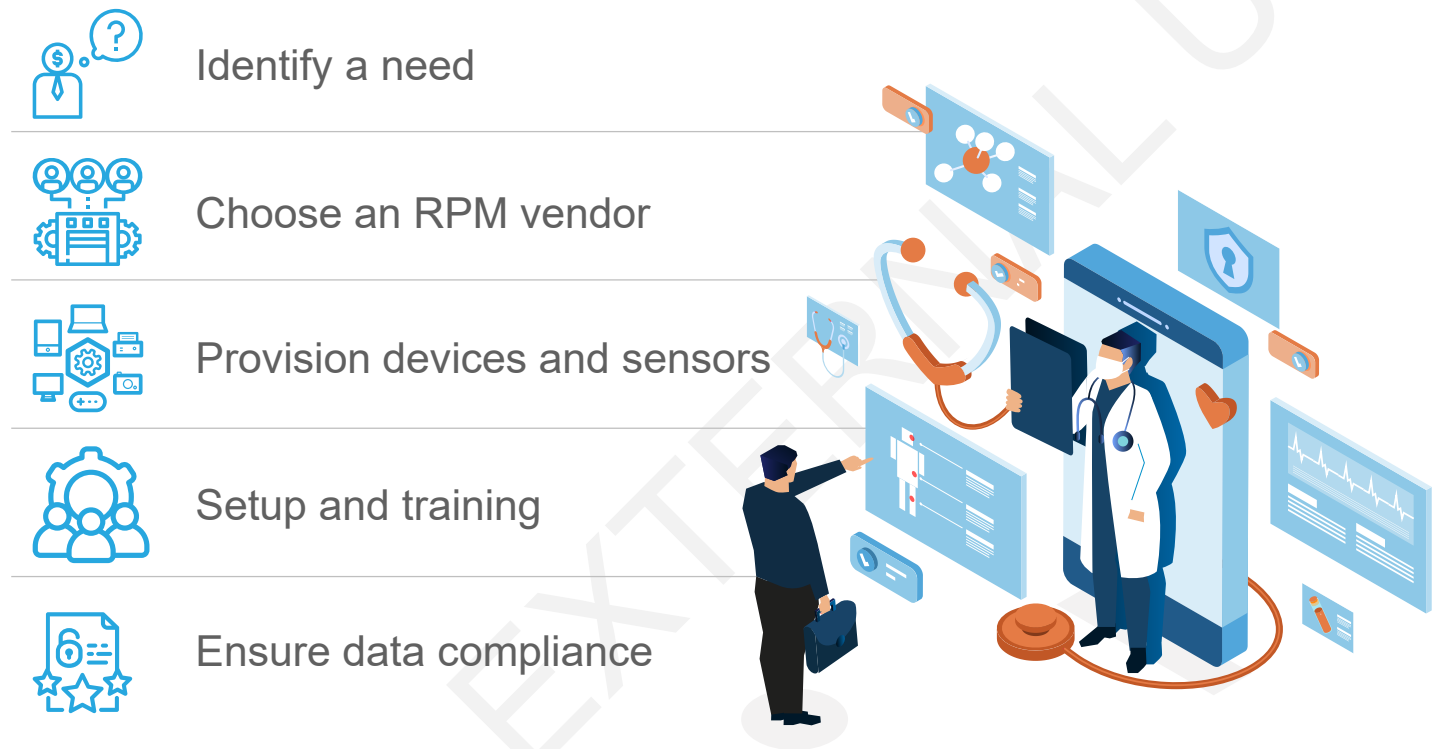 Identify a need
Choose an RPM vendor
Provision devices and sensors
Setup and training
Ensure data compliance
EXTERNAL U